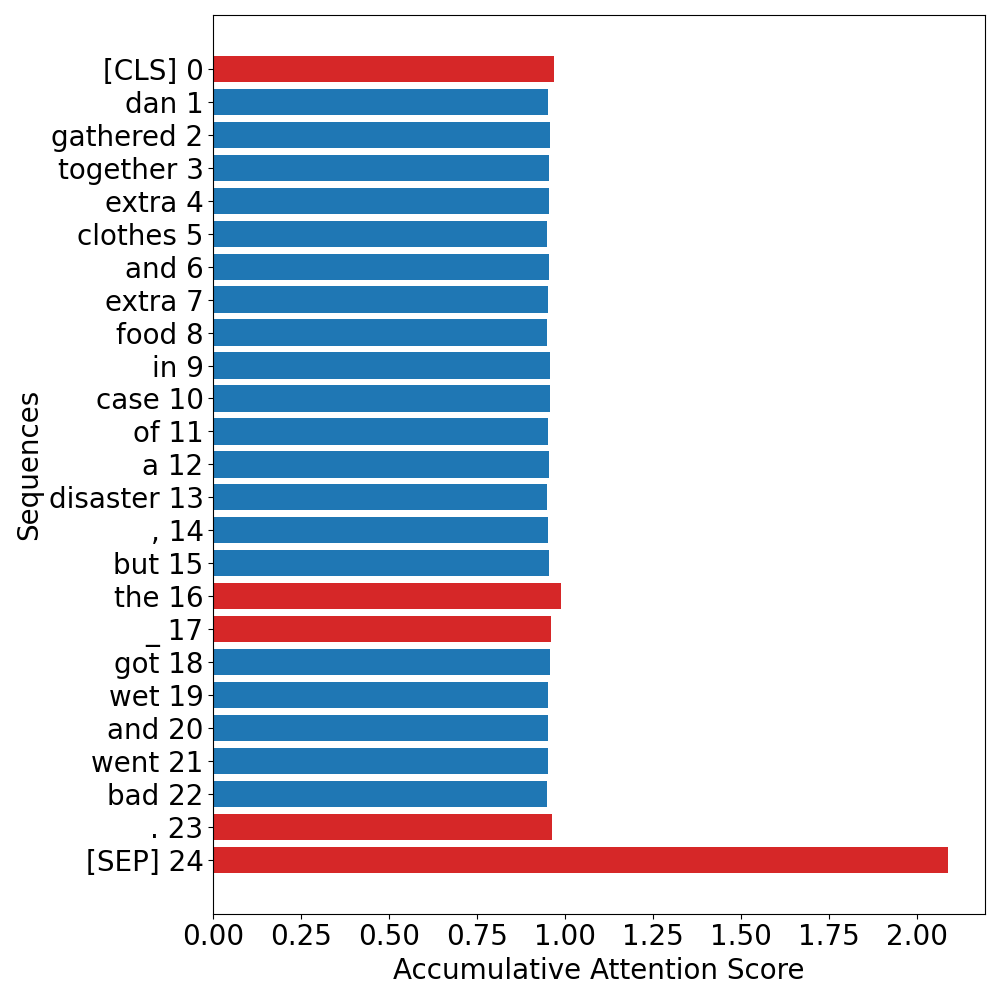 [CLS] 0
dan 1
gathered 2
together 3
extra 4
clothes 5
and 6
extra 7
food 8
in 9
case 10
of 11
a 12
disaster 13
, 14
but 15
the 16
_ 17
got 18
wet 19
and 20
went 21
bad 22
. 23
[SEP] 24
Sequences
0.00 0.25 0.50 0.75 1.00 1.25 1.50 1.75 2.00
Accumulative Attention Score